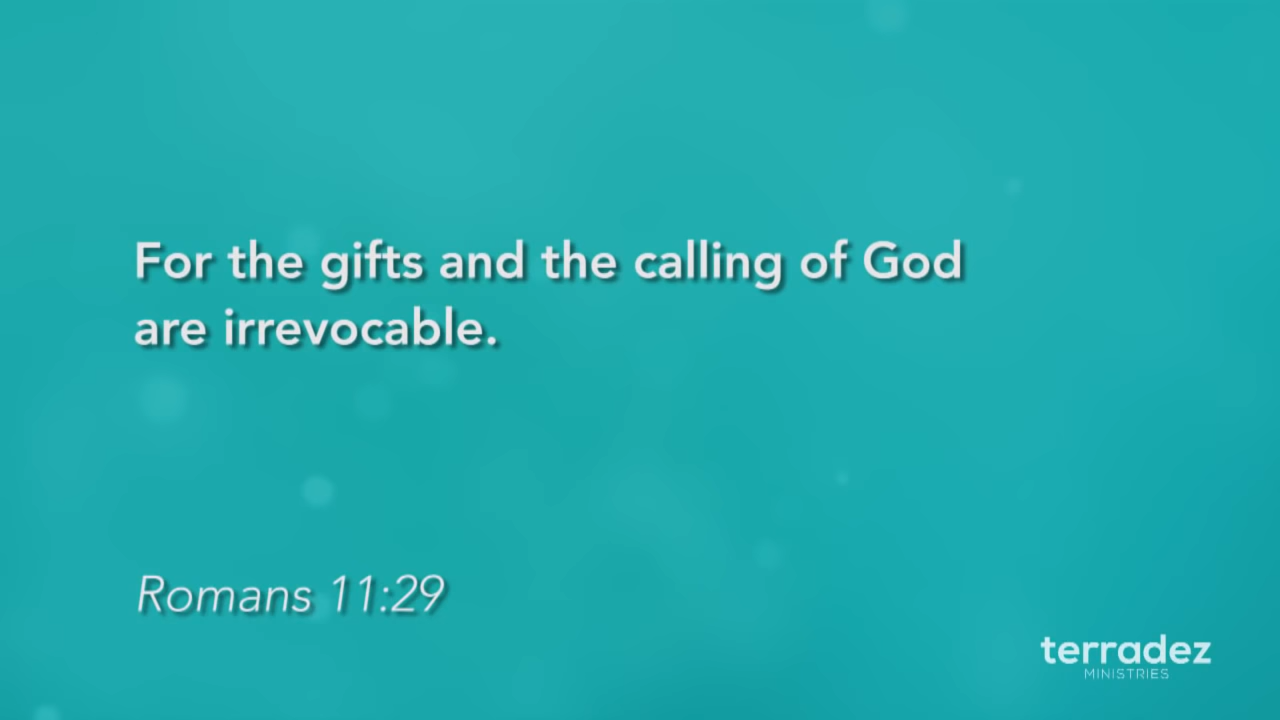 For the gifts and the calling of God
are irrevocable.
Romans 11:29
terradez
MINISTRIES